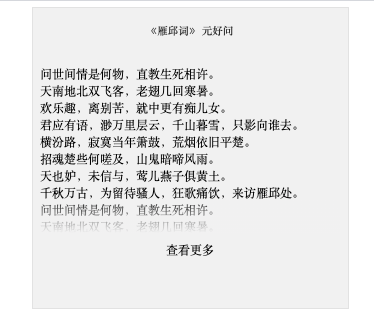 《雁邱词》 元好问
问世间情是何物，直教生死相许。
天南地北双飞客，老翅几回寒暑。
欢乐趣，离别苦，就中更有痴儿女。
君应有语，渺万里层云，千山暮雪，只影向谁去。
横汾路，寂寞当年箫鼓，荒烟依旧平楚。
招魂楚些何嗟及，山鬼暗啼风雨。
天也妒，未信与，莺儿燕子俱黄土。
千秋万古，为留待骚人，狂歌痛饮，来访雁邱处。
问世间情是何物，直教生死相许。
天南地北双飞客，老翅几回寒暑。
查看更多